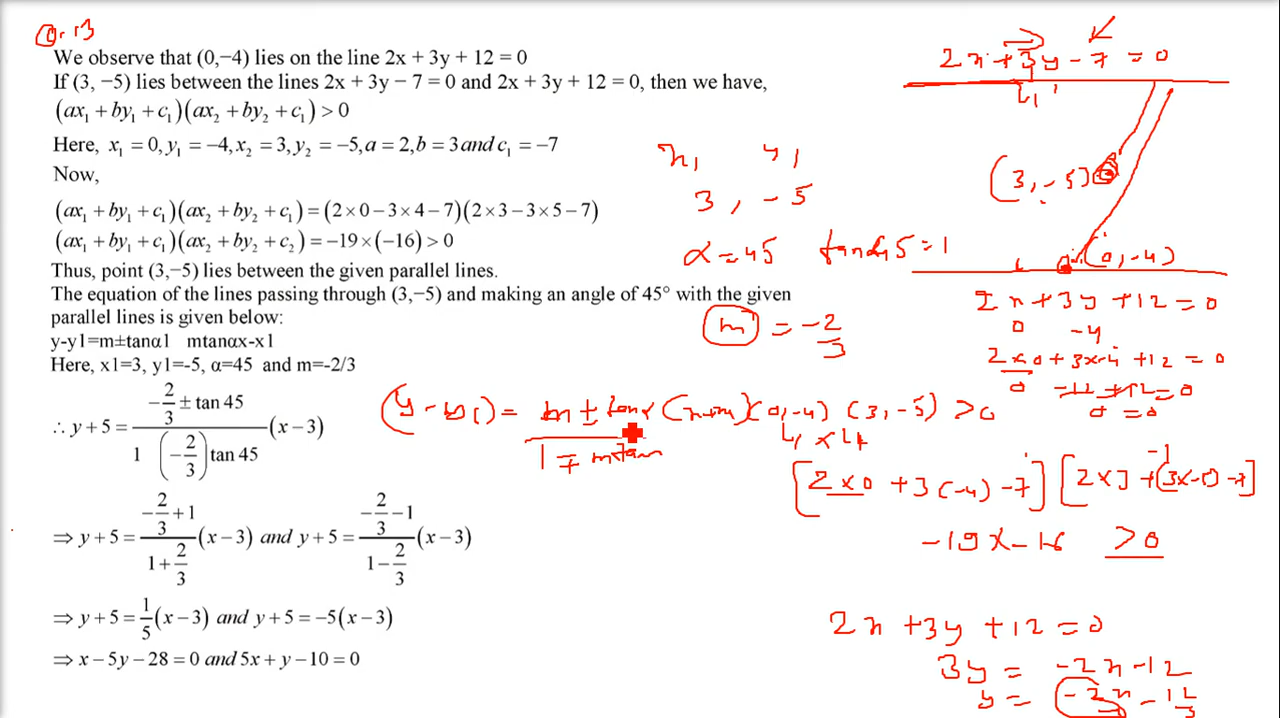 Q.13
We observe that (0,−4) lies on the line 2x + 3y + 12 = 0
If (3, −5) lies between the lines 2x + 3y − 7 = 0 and 2x + 3y + 12 = 0, then we have,
(ax₁ + by₁ + c₁)(ax₂ + by₂ + c₁) > 0
Here, x₁ = 0, y₁ = −4, x₂ = 3, y₂ = −5, a = 2, b = 3 and c₁ = −7
Now,
(ax₁ + by₁ + c₁)(ax₂ + by₂ + c₁) = (2×0 − 3×4 − 7)(2×3 − 3×5 − 7)
(ax₁ + by₁ + c₁)(ax₂ + by₂ + c₂) = −19×(−16) > 0
Thus, point (3,−5) lies between the given parallel lines.
The equation of the lines passing through (3,−5) and making an angle of 45° with the given
parallel lines is given below:
y-y1=m±tanα1 mtanαx-x1
Here, x1=3, y1=-5, α=45 and m=-2/3
∴ y + 5 = (−2/3 ± tan 45)/(1 (−2/3) tan 45) (x − 3)
⇒ y + 5 = (−2/3 + 1)/(1 + 2/3) (x − 3) and y + 5 = (−2/3 − 1)/(1 − 2/3) (x − 3)
⇒ y + 5 = 1/5 (x − 3) and y + 5 = −5(x − 3)
⇒ x − 5y − 28 = 0 and 5x + y − 10 = 0
2x + 3y − 7 = 0
L₁
(3, −5)
(0, −4)
x₁ y₁
3, −5
α = 45 tan45 = 1
m = −2/3
2x + 3y + 12 = 0
0 −4
2×0 + 3×−4 + 12 = 0
0 −12 + 12 = 0
0 = 0
(y − y₁) = m ± tanα
1 ∓ mtan
(0, −4) (3, −5) > 0
[2×0 + 3(−4) − 7]
−19 × −16 > 0
2x + 3y + 12 = 0
3y = −2x − 12
y = −2x − 12/3